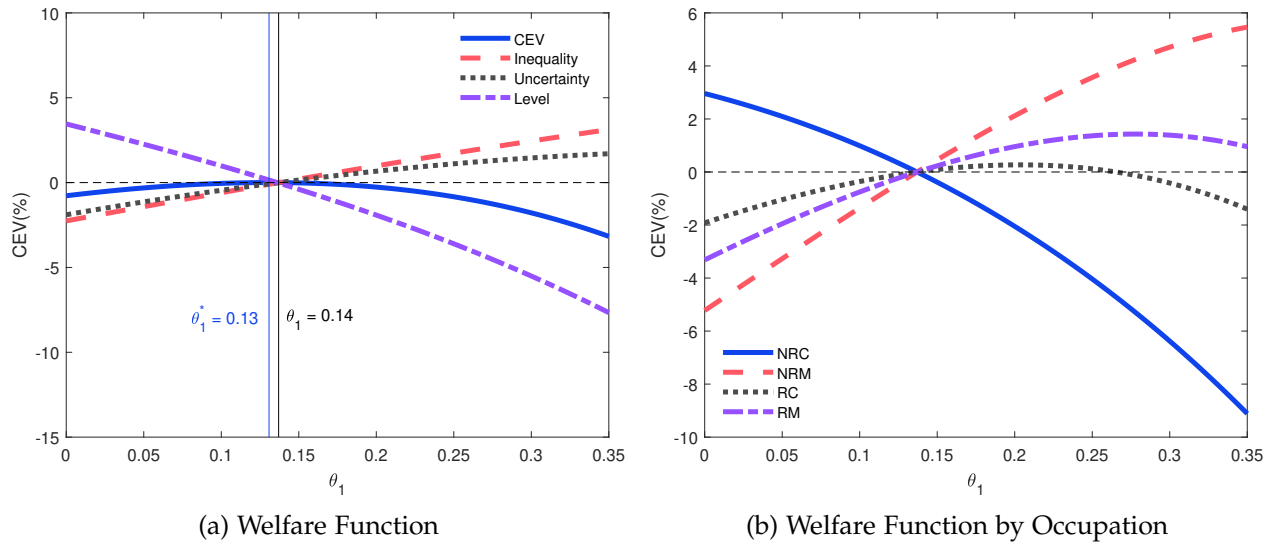 10
5
0
-5
-10
-15
CEV(%)
CEV
Inequality
Uncertainty
Level
θ*1 = 0.13
θ1 = 0.14
0 0.05 0.1 0.15 0.2 0.25 0.3 0.35
θ1
(a) Welfare Function
6
4
2
0
-2
-4
-6
-8
-10
CEV(%)
NRC
NRM
RC
RM
0 0.05 0.1 0.15 0.2 0.25 0.3 0.35
θ1
(b) Welfare Function by Occupation